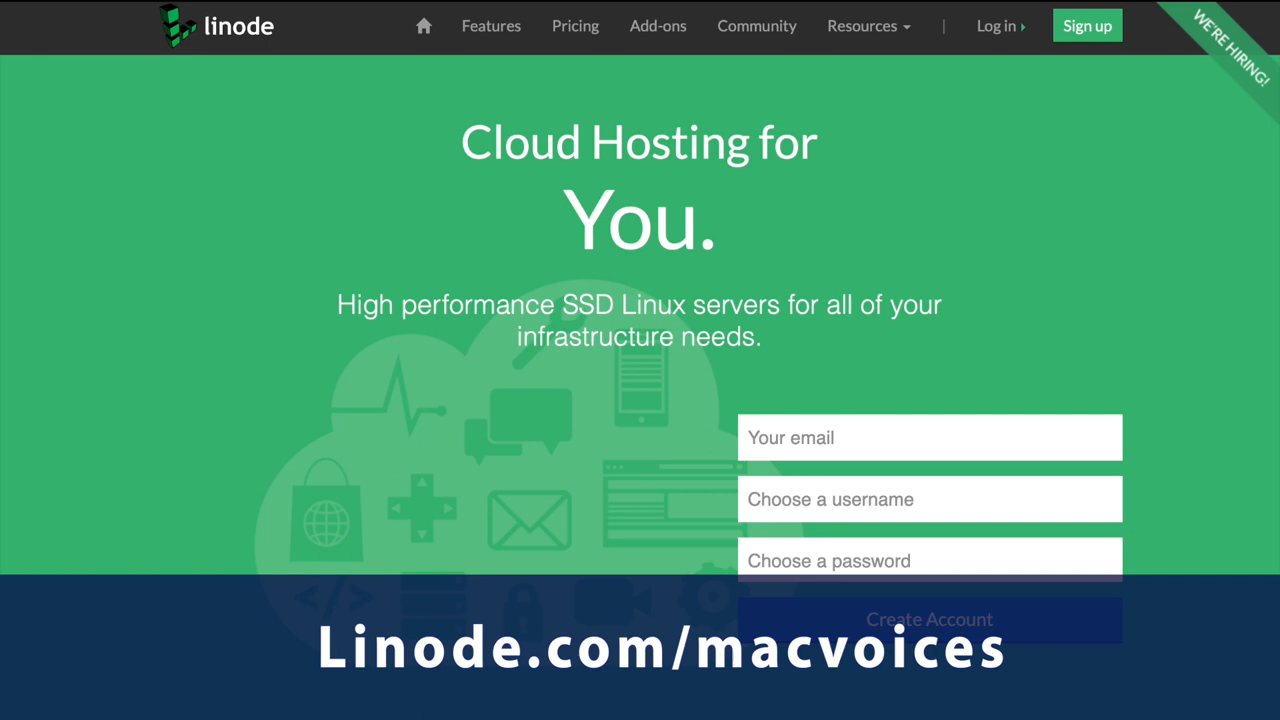 linode
Features
Pricing
Add-ons
Community
Resources
|
Log in
Sign up
WE'RE HIRING!
Cloud Hosting for
You.
High performance SSD Linux servers for all of your
infrastructure needs.
Your email
Choose a username
Choose a password
Create Account
</>
Linode.com/macvoices